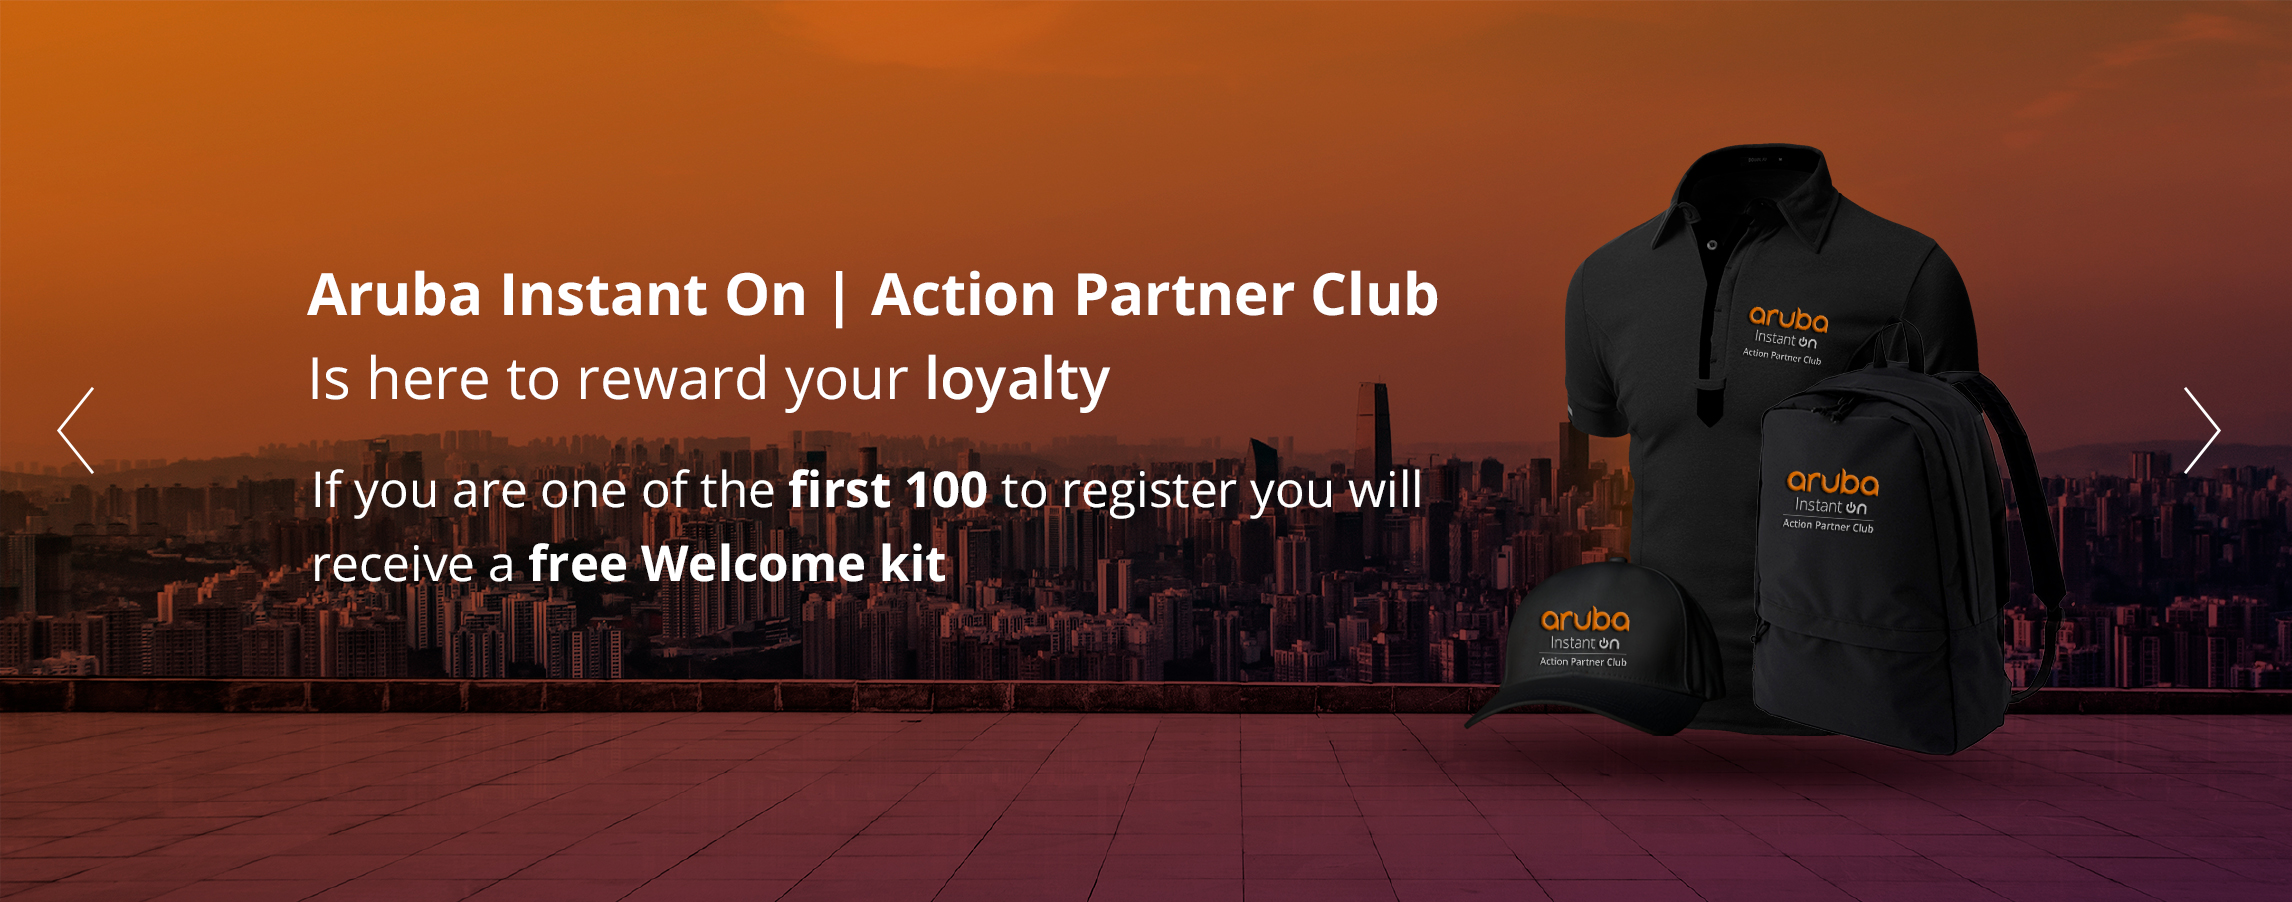 Aruba Instant On | Action Partner Club
Is here to reward your loyalty
If you are one of the first 100 to register you will
receive a free Welcome kit
aruba
Instant on
Action Partner Club
aruba
Instant on
Action Partner Club
aruba
Instant on
Action Partner Club